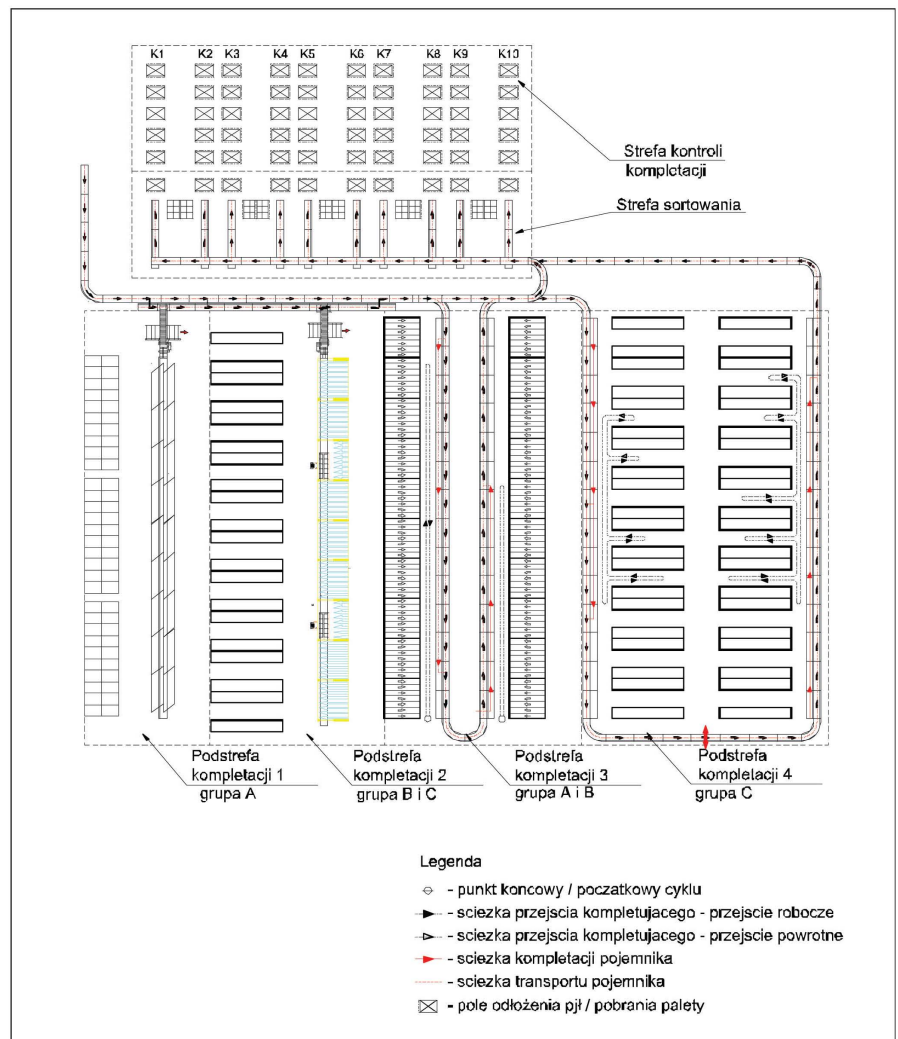 K1 K2 K3 K4 K5 K6 K7 K8 K9 K10
Strefa kontroli
kompletacji
Strefa sortowania
Podstrefa
kompletacji 1
grupa A
Podstrefa
kompletacji 2
grupa B i C
Podstrefa
kompletacji 3
grupa A i B
Podstrefa
kompletacji 4
grupa C
Legenda
- punkt koncowy / poczatkowy cyklu
- sciezka przejscia kompletujacego - przejscie robocze
- sciezka przejscia kompletujacego - przejscie powrotne
- sciezka kompletacji pojemnika
- sciezka transportu pojemnika
- pole odłożenia pjł / pobrania palety